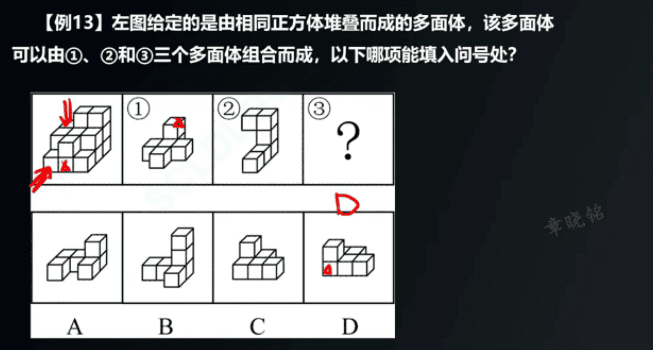 【例13】左图给定的是由相同正方体堆叠而成的多面体，该多面体
可以由①、②和③三个多面体组合而成，以下哪项能填入问号处？
① ② ③
?
D
章晓铭
A B C D